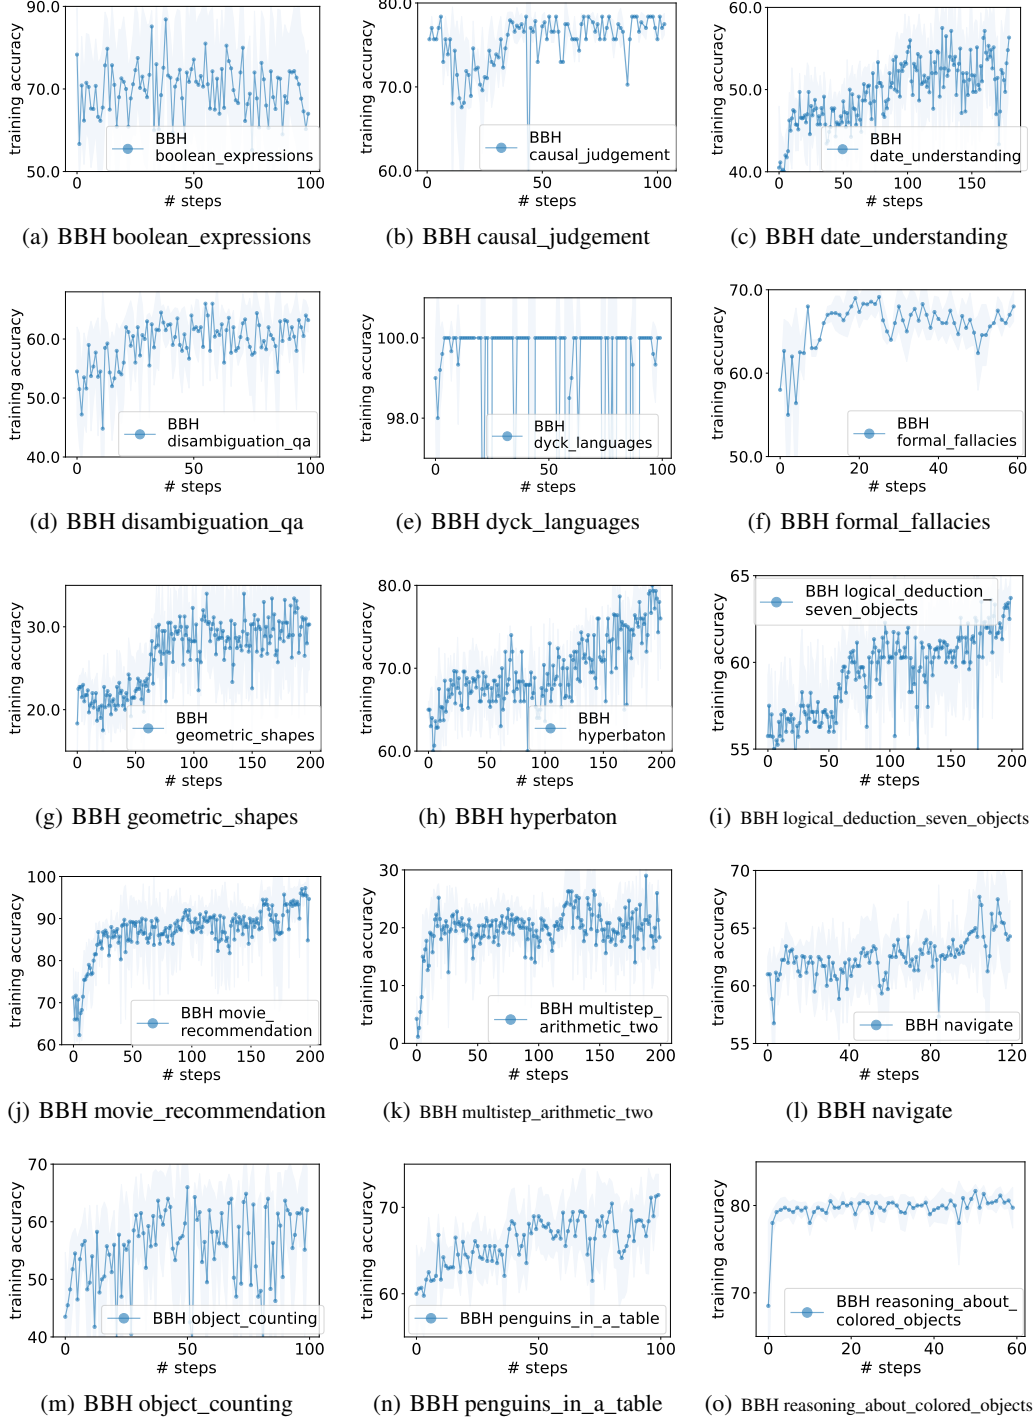 90.0
70.0
50.0
training accuracy
0 50 100
# steps
BBH
boolean_expressions
(a) BBH boolean_expressions
80.0
70.0
60.0
training accuracy
0 50 100
# steps
BBH
causal_judgement
(b) BBH causal_judgement
60.0
50.0
40.0
training accuracy
0 50 100 150
# steps
BBH
date_understanding
(c) BBH date_understanding
60.0
50.0
40.0
training accuracy
0 50 100
# steps
BBH
disambiguation_qa
(d) BBH disambiguation_qa
100.0
98.0
training accuracy
0 50 100
# steps
BBH
dyck_languages
(e) BBH dyck_languages
70.0
60.0
50.0
training accuracy
0 20 40 60
# steps
BBH
formal_fallacies
(f) BBH formal_fallacies
30.0
20.0
training accuracy
0 50 100 150 200
# steps
BBH
geometric_shapes
(g) BBH geometric_shapes
80.0
70.0
60.0
training accuracy
0 50 100 150 200
# steps
BBH
hyperbaton
(h) BBH hyperbaton
65
60
55
training accuracy
0 50 100 150 200
# steps
BBH logical_deduction_
seven_objects
(i) BBH logical_deduction_seven_objects
100
90
80
70
60
training accuracy
0 50 100 150 200
# steps
BBH movie_
recommendation
(j) BBH movie_recommendation
30
20
10
0
training accuracy
0 50 100 150 200
# steps
BBH multistep_
arithmetic_two
(k) BBH multistep_arithmetic_two
70
65
60
55
training accuracy
0 40 80 120
# steps
BBH navigate
(l) BBH navigate
70
60
50
40
training accuracy
0 50 100
# steps
BBH object_counting
(m) BBH object_counting
70
60
training accuracy
0 50 100
# steps
BBH penguins_in_a_table
(n) BBH penguins_in_a_table
80
70
training accuracy
0 20 40 60
# steps
BBH reasoning_about_
colored_objects
(o) BBH reasoning_about_colored_objects